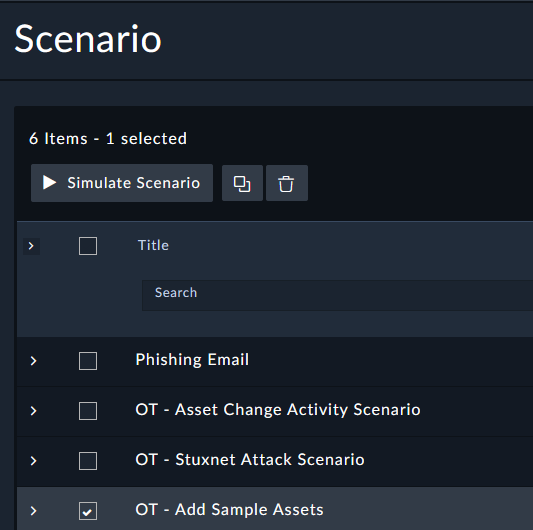 Scenario
6 Items - 1 selected
Simulate Scenario
Title
Search
Phishing Email
OT - Asset Change Activity Scenario
OT - Stuxnet Attack Scenario
OT - Add Sample Assets